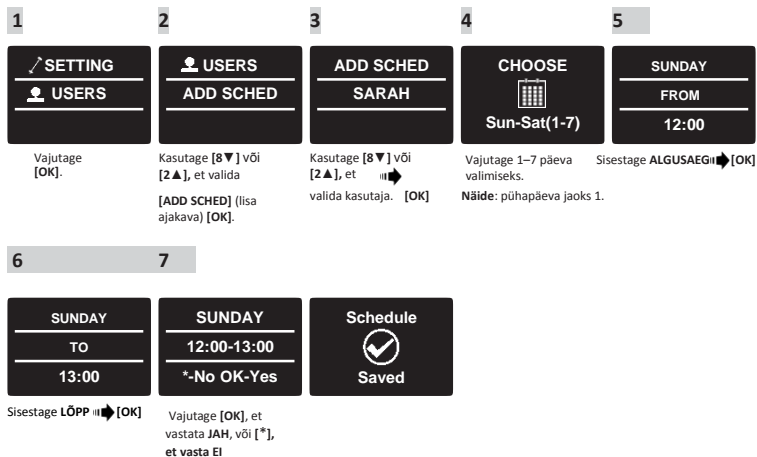 1
2
3
4
5
SETTING
USERS
USERS
ADD SCHED
ADD SCHED
SARAH
CHOOSE
Sun-Sat(1-7)
SUNDAY
FROM
12:00
Vajutage
[OK].
Kasutage [8▼] või
[2▲], et valida
[ADD SCHED] (lisa
ajakava) [OK].
Kasutage [8▼] või
[2▲], et
valida kasutaja. [OK]
Vajutage 1–7 päeva
valimiseks.
Näide: pühapäeva jaoks 1.
Sisestage ALGUSAEG [OK]
6
7
SUNDAY
TO
13:00
SUNDAY
12:00-13:00
*-No OK-Yes
Schedule
Saved
Sisestage LÕPP [OK]
Vajutage [OK], et
vastata JAH, või [*],
et vasta EI